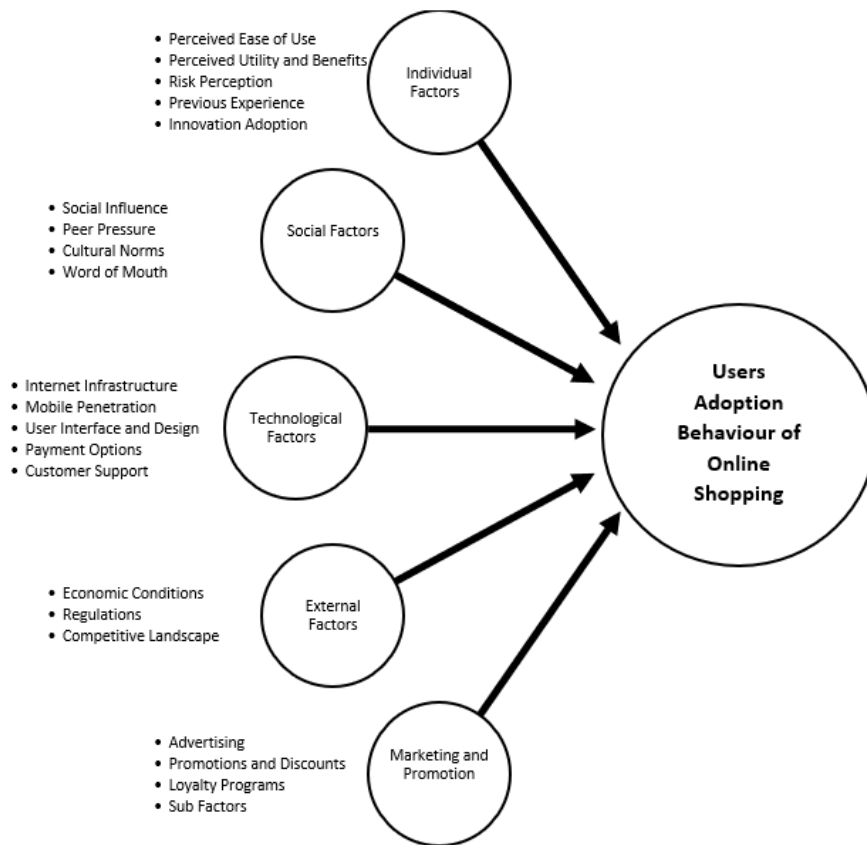 • Perceived Ease of Use
• Perceived Utility and Benefits
• Risk Perception
• Previous Experience
• Innovation Adoption
Individual
Factors
• Social Influence
• Peer Pressure
• Cultural Norms
• Word of Mouth
Social Factors
• Internet Infrastructure
• Mobile Penetration
• User Interface and Design
• Payment Options
• Customer Support
Technological
Factors
Users
Adoption
Behaviour of
Online
Shopping
• Economic Conditions
• Regulations
• Competitive Landscape
External
Factors
• Advertising
• Promotions and Discounts
• Loyalty Programs
• Sub Factors
Marketing and
Promotion